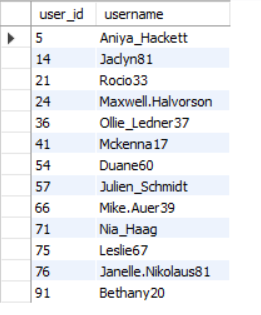 user_id username
5 Aniya_Hackett
14 Jaclyn81
21 Rocio33
24 Maxwell.Halvorson
36 Ollie_Ledner37
41 Mckenna17
54 Duane60
57 Julien_Schmidt
66 Mike.Auer39
71 Nia_Haag
75 Leslie67
76 Janelle.Nikolaus81
91 Bethany20